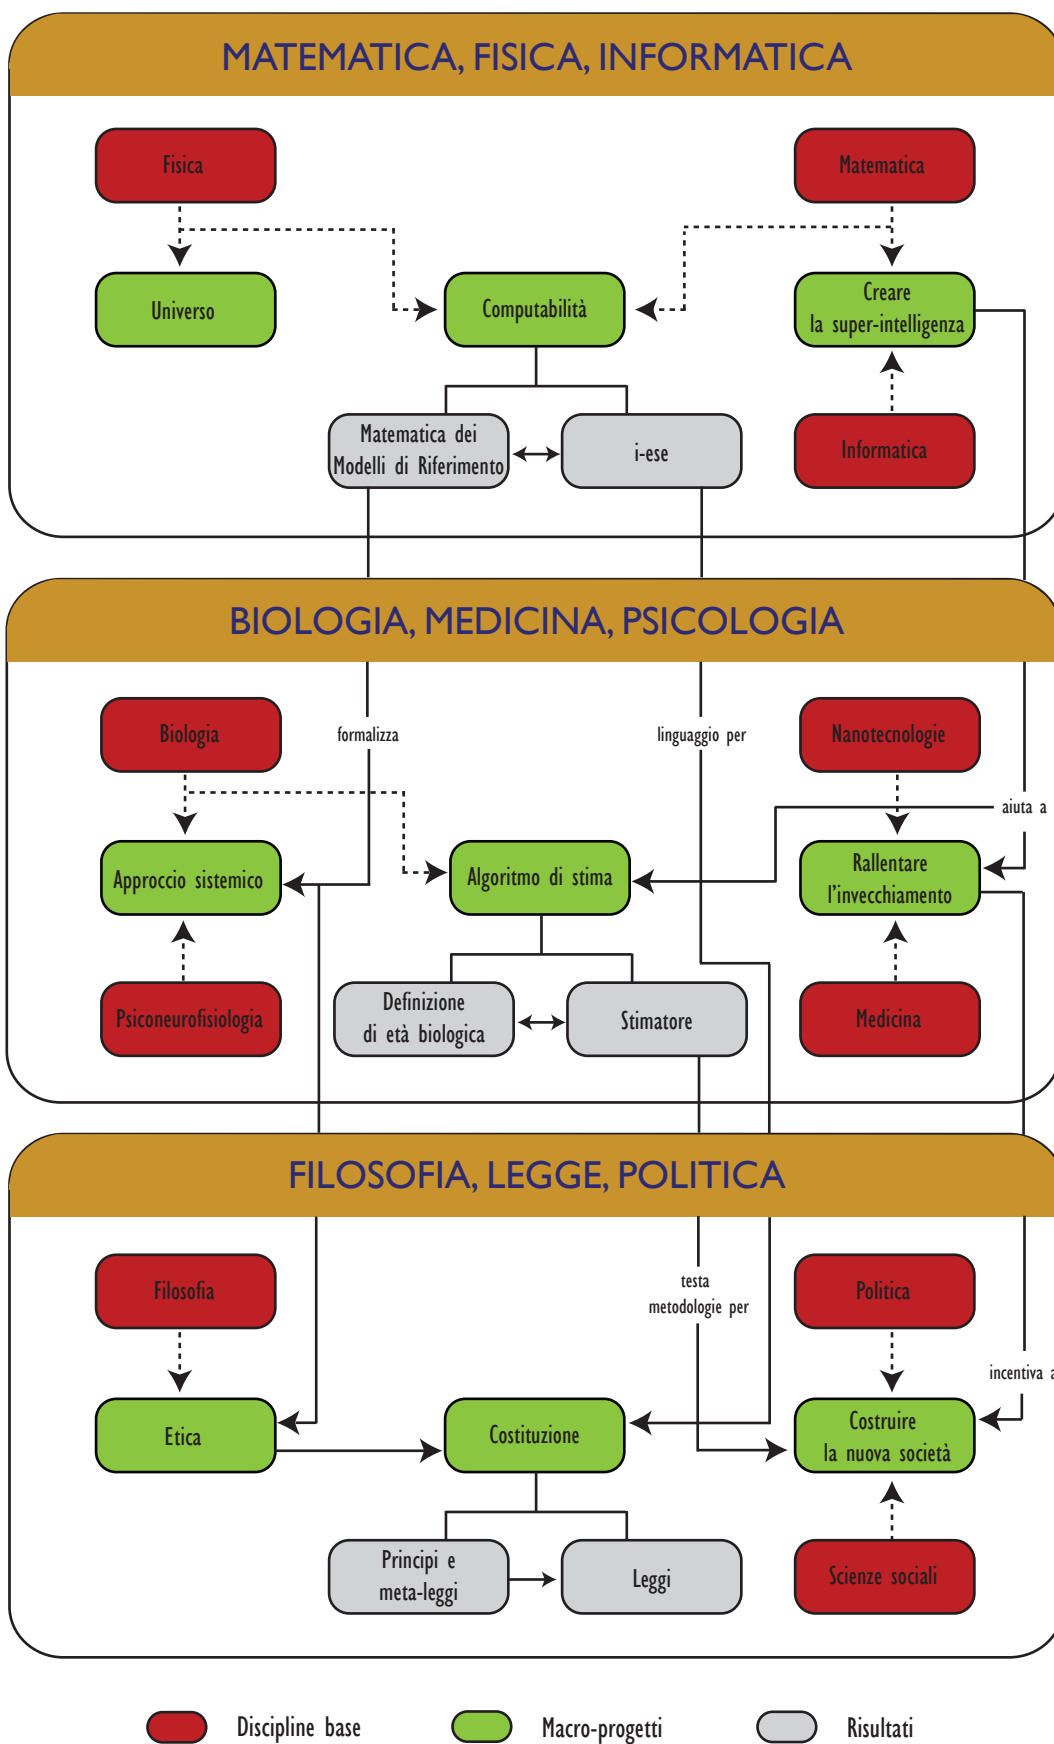 MATEMATICA, FISICA, INFORMATICA
Fisica
Matematica
Universo
Computabilità
Creare
la super-intelligenza
Matematica dei
Modelli di Riferimento
i-ese
Informatica
BIOLOGIA, MEDICINA, PSICOLOGIA
Biologia
formalizza
linguaggio per
Nanotecnologie
aiuta a
Approccio sistemico
Algoritmo di stima
Rallentare
l'invecchiamento
Psiconeurofisiologia
Definizione
di età biologica
Stimatore
Medicina
FILOSOFIA, LEGGE, POLITICA
Filosofia
testa
metodologie per
Politica
incentiva a
Etica
Costituzione
Costruire
la nuova società
Principi e
meta-leggi
Leggi
Scienze sociali
Discipline base
Macro-progetti
Risultati